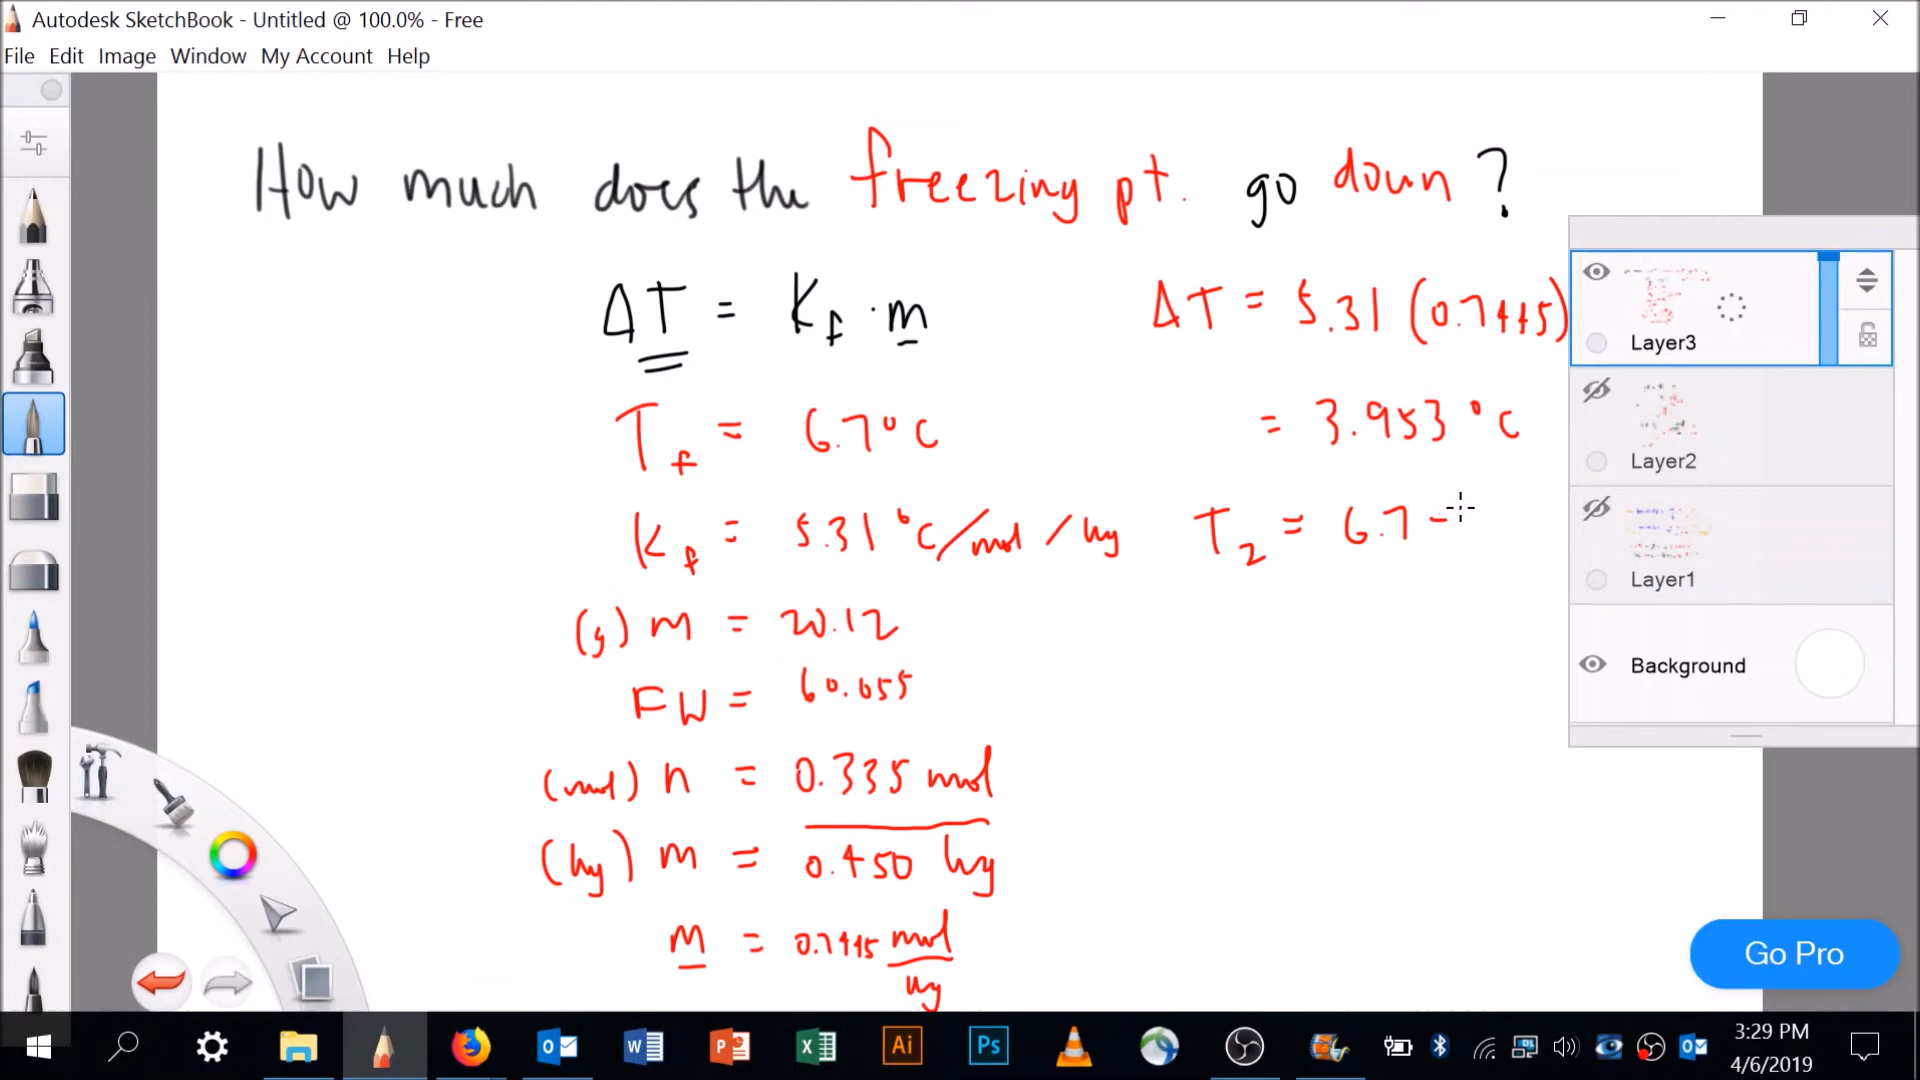 Autodesk SketchBook - Untitled @ 100.0% - Free
File Edit Image Window My Account Help
How much does the freezing pt. go down?
ΔT = Kf · m
Tf = 6.7°C
Kf = 5.31 °C/mol/kg
(g) m = 20.12
FW = 60.055
(mol) n = 0.335 mol
(kg) m = 0.450 kg
m = 0.7445 mol/kg
ΔT = 5.31 (0.7445)
= 3.953 °C
T2 = 6.7 -
Layer3
Layer2
Layer1
Background
Go Pro
3:29 PM
4/6/2019